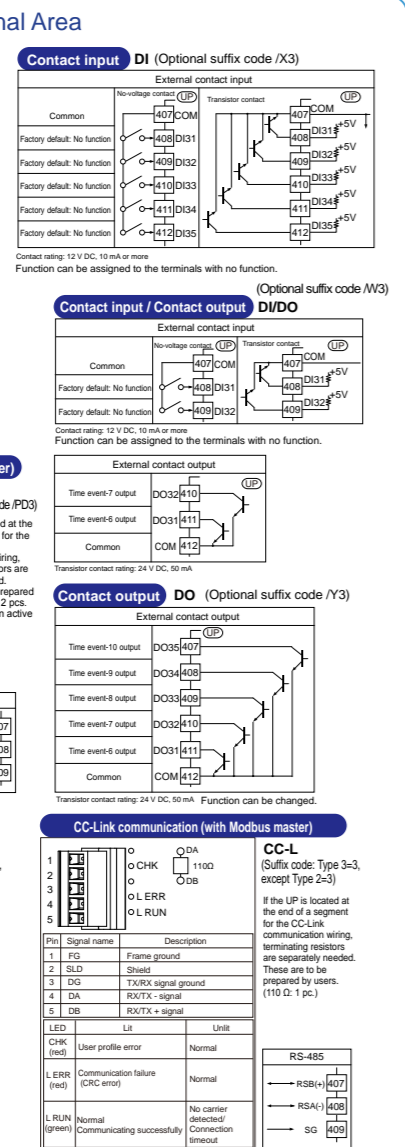 nal Area
Contact input DI (Optional suffix code /X3)
External contact input
No-voltage contact UP Transistor contact UP
Common 407 COM 407 COM
Factory default: No function 408 DI31 408 DI31 +5V
Factory default: No function 409 DI32 409 DI32 +5V
Factory default: No function 410 DI33 410 DI33 +5V
Factory default: No function 411 DI34 411 DI34 +5V
Factory default: No function 412 DI35 412 DI35 +5V
Contact rating: 12 V DC, 10 mA or more
Function can be assigned to the terminals with no function.
(Optional suffix code /W3)
Contact input / Contact output DI/DO
External contact input
No-voltage contact UP Transistor contact UP
Common 407 COM 407 COM
Factory default: No function 408 DI31 408 DI31 +5V
Factory default: No function 409 DI32 409 DI32 +5V
Contact rating: 12 V DC, 10 mA or more
Function can be assigned to the terminals with no function.
External contact output
UP
Time event-7 output DO32 410
Time event-6 output DO31 411
Common COM 412
Transistor contact rating: 24 V DC, 50 mA
er)
de /PD3)
d at the
for the
iring,
ors are
d.
repared
2 pcs.
n active
07
08
09
Contact output DO (Optional suffix code /Y3)
External contact output
UP
Time event-10 output DO35 407
Time event-9 output DO34 408
Time event-8 output DO33 409
Time event-7 output DO32 410
Time event-6 output DO31 411
Common COM 412
Transistor contact rating: 24 V DC, 50 mA Function can be changed.
CC-Link communication (with Modbus master)
1
2
3
4
5
CHK
L ERR
L RUN
DA
110Ω
DB
CC-L
(Suffix code: Type 3=3,
except Type 2=3)
If the UP is located at
the end of a segment
for the CC-Link
communication wiring,
terminating resistors
are separately needed.
These are to be
prepared by users.
(110 Ω: 1 pc.)
Pin Signal name Description
1 FG Frame ground
2 SLD Shield
3 DG TX/RX signal ground
4 DA RX/TX - signal
5 DB RX/TX + signal
LED Lit Unlit
CHK (red) User profile error Normal
L ERR (red) Communication failure (CRC error) Normal
L RUN (green) Normal Communicating successfully No carrier detected/ Connection timeout
RS-485
RSB(+) 407
RSA(-) 408
SG 409